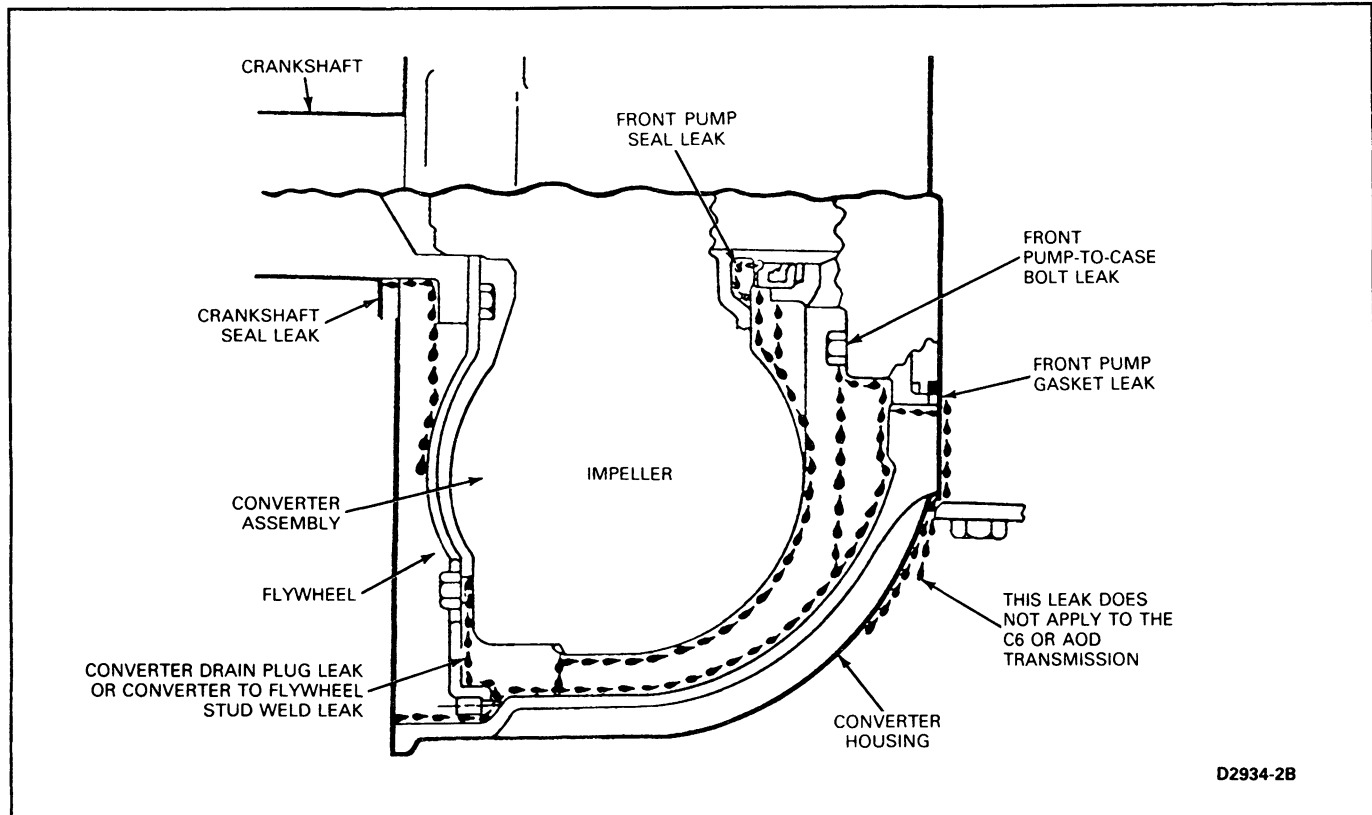 CRANKSHAFT
FRONT PUMP
SEAL LEAK
FRONT
PUMP-TO-CASE
BOLT LEAK
CRANKSHAFT
SEAL LEAK
FRONT PUMP
GASKET LEAK
IMPELLER
CONVERTER
ASSEMBLY
FLYWHEEL
THIS LEAK DOES
NOT APPLY TO THE
C6 OR AOD
TRANSMISSION
CONVERTER DRAIN PLUG LEAK
OR CONVERTER TO FLYWHEEL
STUD WELD LEAK
CONVERTER
HOUSING
D2934-2B